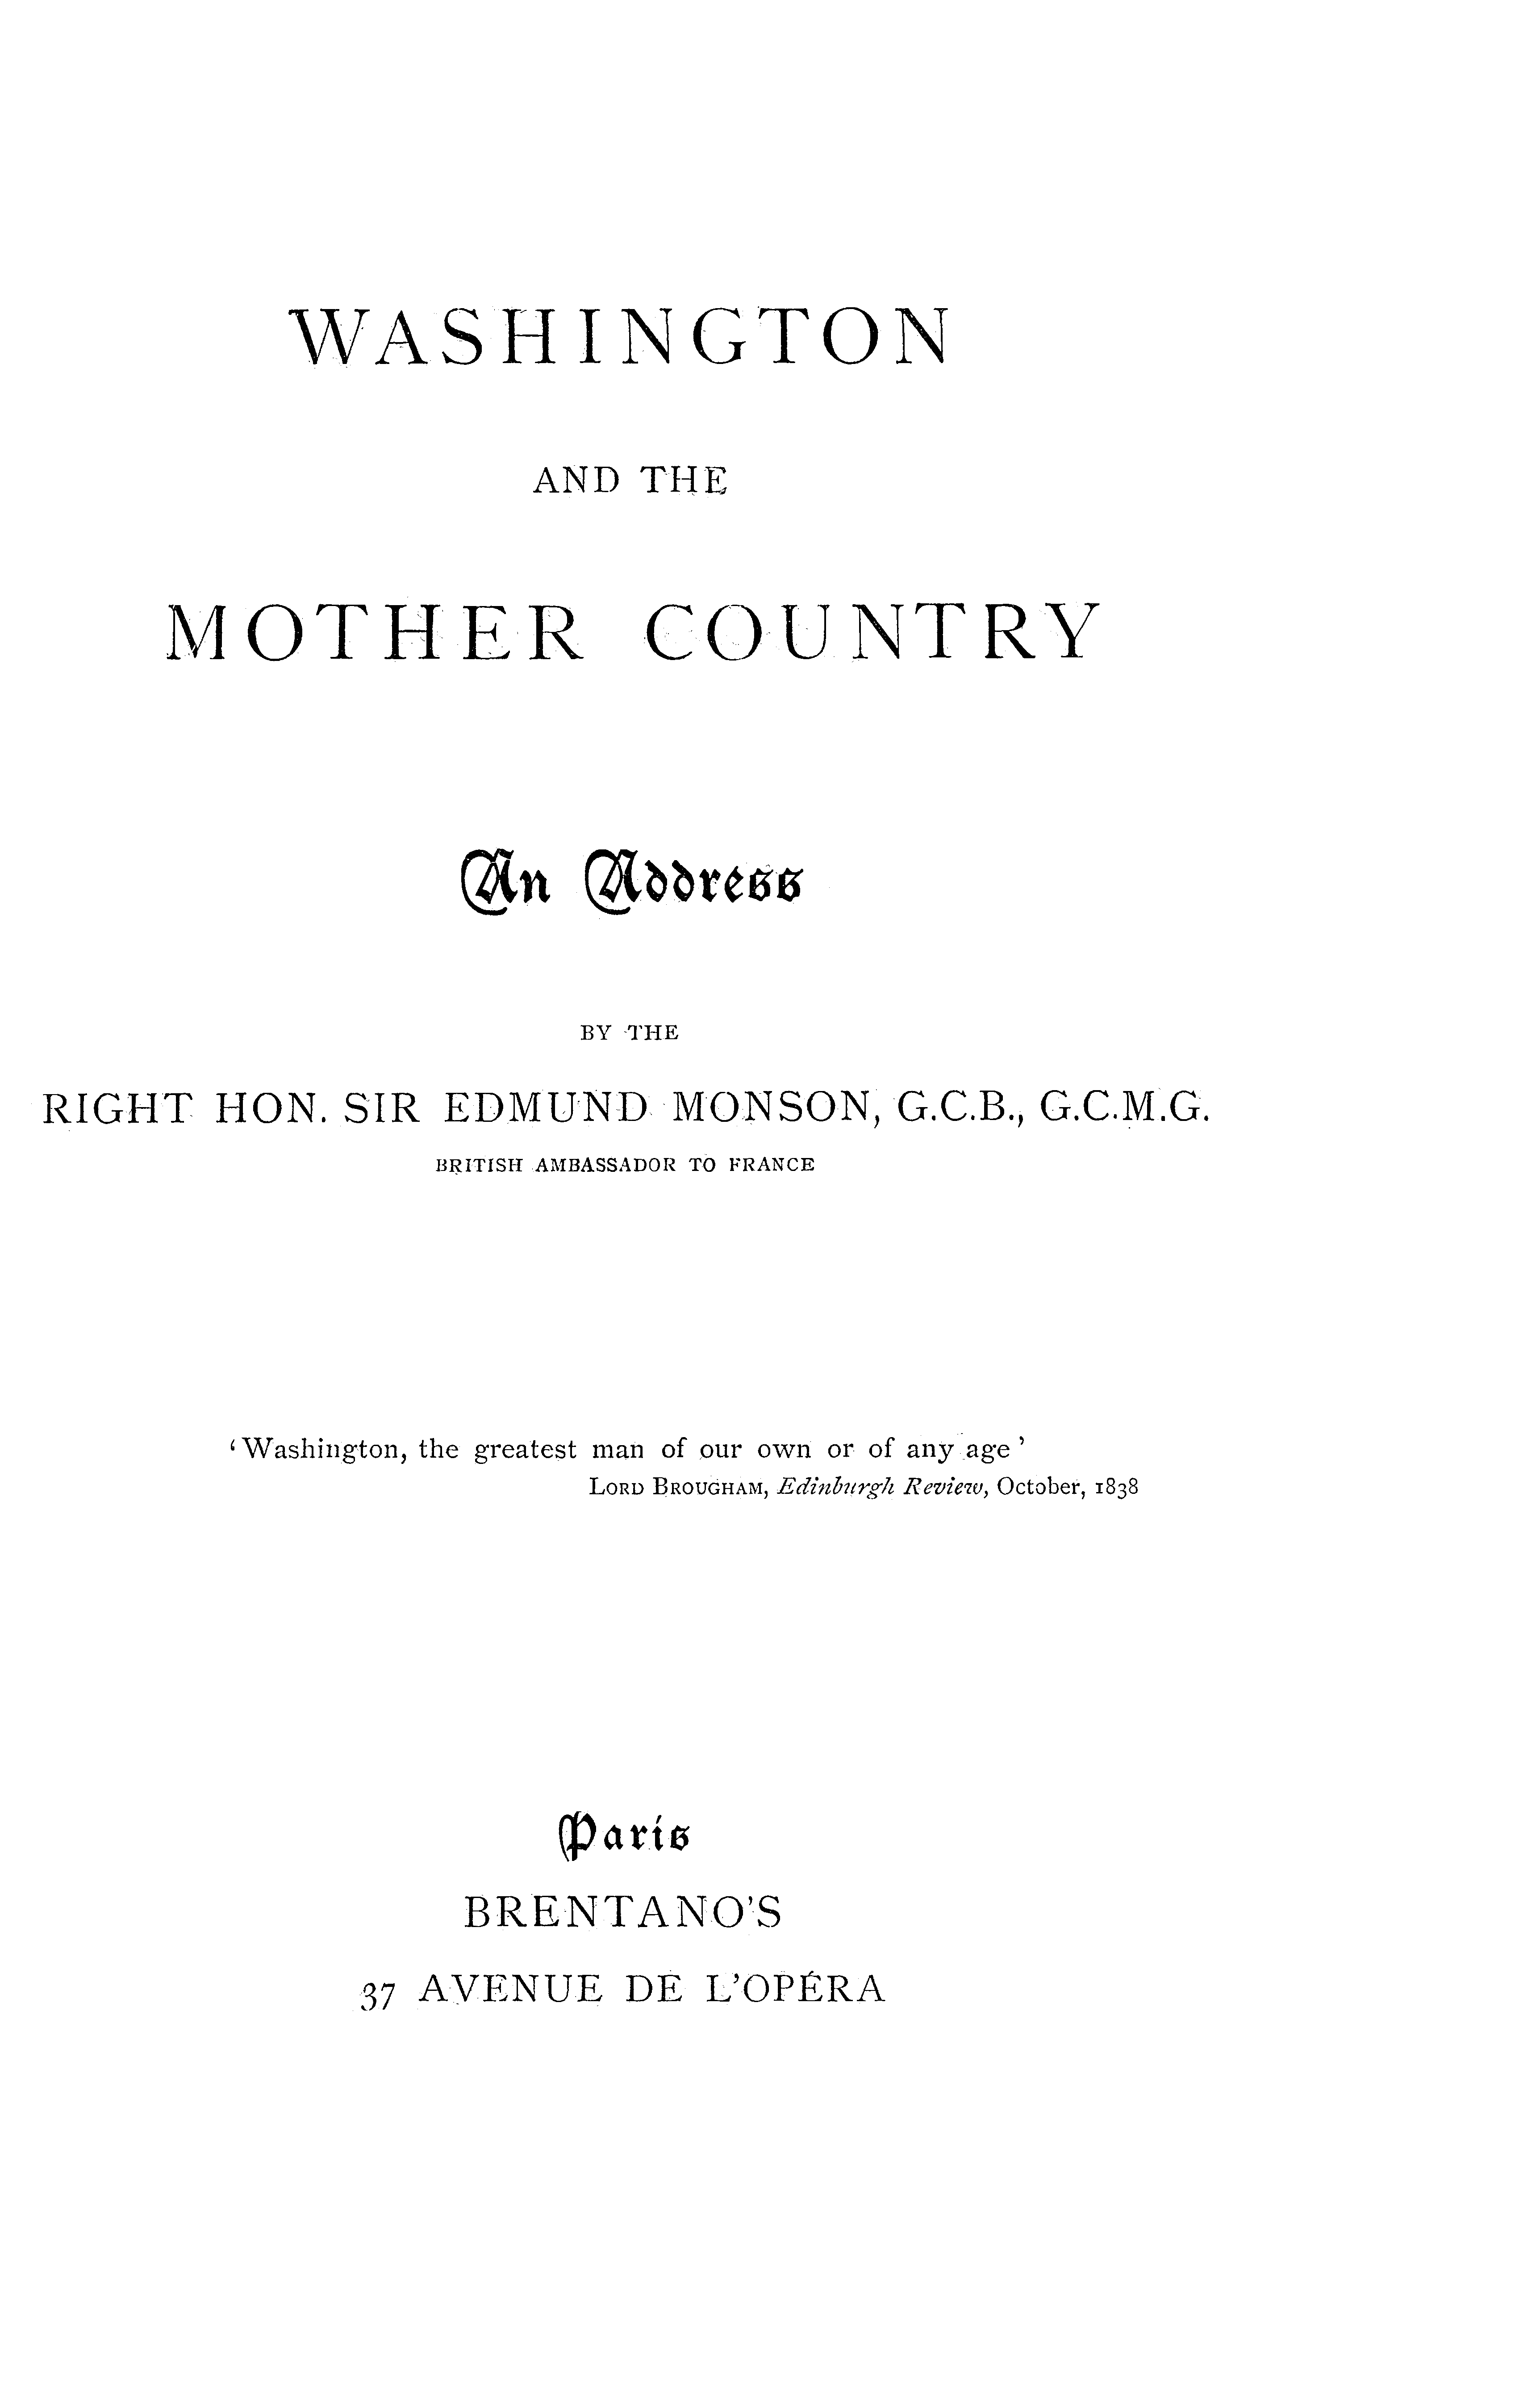 WASHINGTON
AND THE
MOTHER COUNTRY
An Address
BY THE
RIGHT HON. SIR EDMUND MONSON, G.C.B., G.C.M.G.
BRITISH AMBASSADOR TO FRANCE
‘Washington, the greatest man of our own or of any age’
LORD BROUGHAM, Edinburgh Review, October, 1838
Paris
BRENTANO’S
37 AVENUE DE L’OPÉRA